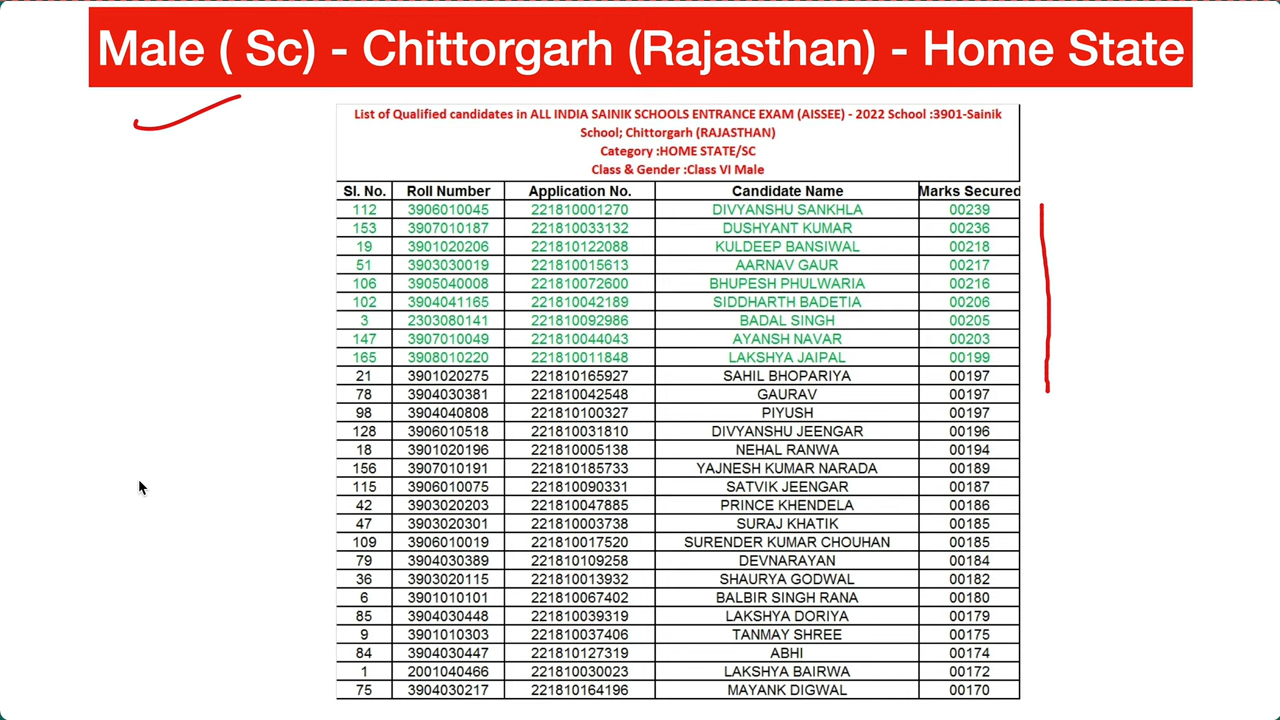 Male ( Sc) - Chittorgarh (Rajasthan) - Home State
List of Qualified candidates in ALL INDIA SAINIK SCHOOLS ENTRANCE EXAM (AISSEE) - 2022 School :3901-Sainik
School; Chittorgarh (RAJASTHAN)
Category :HOME STATE/SC
Class & Gender :Class VI Male
Sl. No. Roll Number Application No. Candidate Name Marks Secured
112 3906010045 221810001270 DIVYANSHU SANKHLA 00239
153 3907010187 221810033132 DUSHYANT KUMAR 00236
19 3901020206 221810122088 KULDEEP BANSIWAL 00218
51 3903030019 221810015613 AARNAV GAUR 00217
106 3905040008 221810072600 BHUPESH PHULWARIA 00216
102 3904041165 221810042189 SIDDHARTH BADETIA 00206
3 2303080141 221810092986 BADAL SINGH 00205
147 3907010049 221810044043 AYANSH NAVAR 00203
165 3908010220 221810011848 LAKSHYA JAIPAL 00199
21 3901020275 221810165927 SAHIL BHOPARIYA 00197
78 3904030381 221810042548 GAURAV 00197
98 3904040808 221810100327 PIYUSH 00197
128 3906010518 221810031810 DIVYANSHU JEENGAR 00196
18 3901020196 221810005138 NEHAL RANWA 00194
156 3907010191 221810185733 YAJNESH KUMAR NARADA 00189
115 3906010075 221810090331 SATVIK JEENGAR 00187
42 3903020203 221810047885 PRINCE KHENDELA 00186
47 3903020301 221810003738 SURAJ KHATIK 00185
109 3906010019 221810017520 SURENDER KUMAR CHOUHAN 00185
79 3904030389 221810109258 DEVNARAYAN 00184
36 3903020115 221810013932 SHAURYA GODWAL 00182
6 3901010101 221810067402 BALBIR SINGH RANA 00180
85 3904030448 221810039319 LAKSHYA DORIYA 00179
9 3901010303 221810037406 TANMAY SHREE 00175
84 3904030447 221810127319 ABHI 00174
1 2001040466 221810030023 LAKSHYA BAIRWA 00172
75 3904030217 221810164196 MAYANK DIGWAL 00170